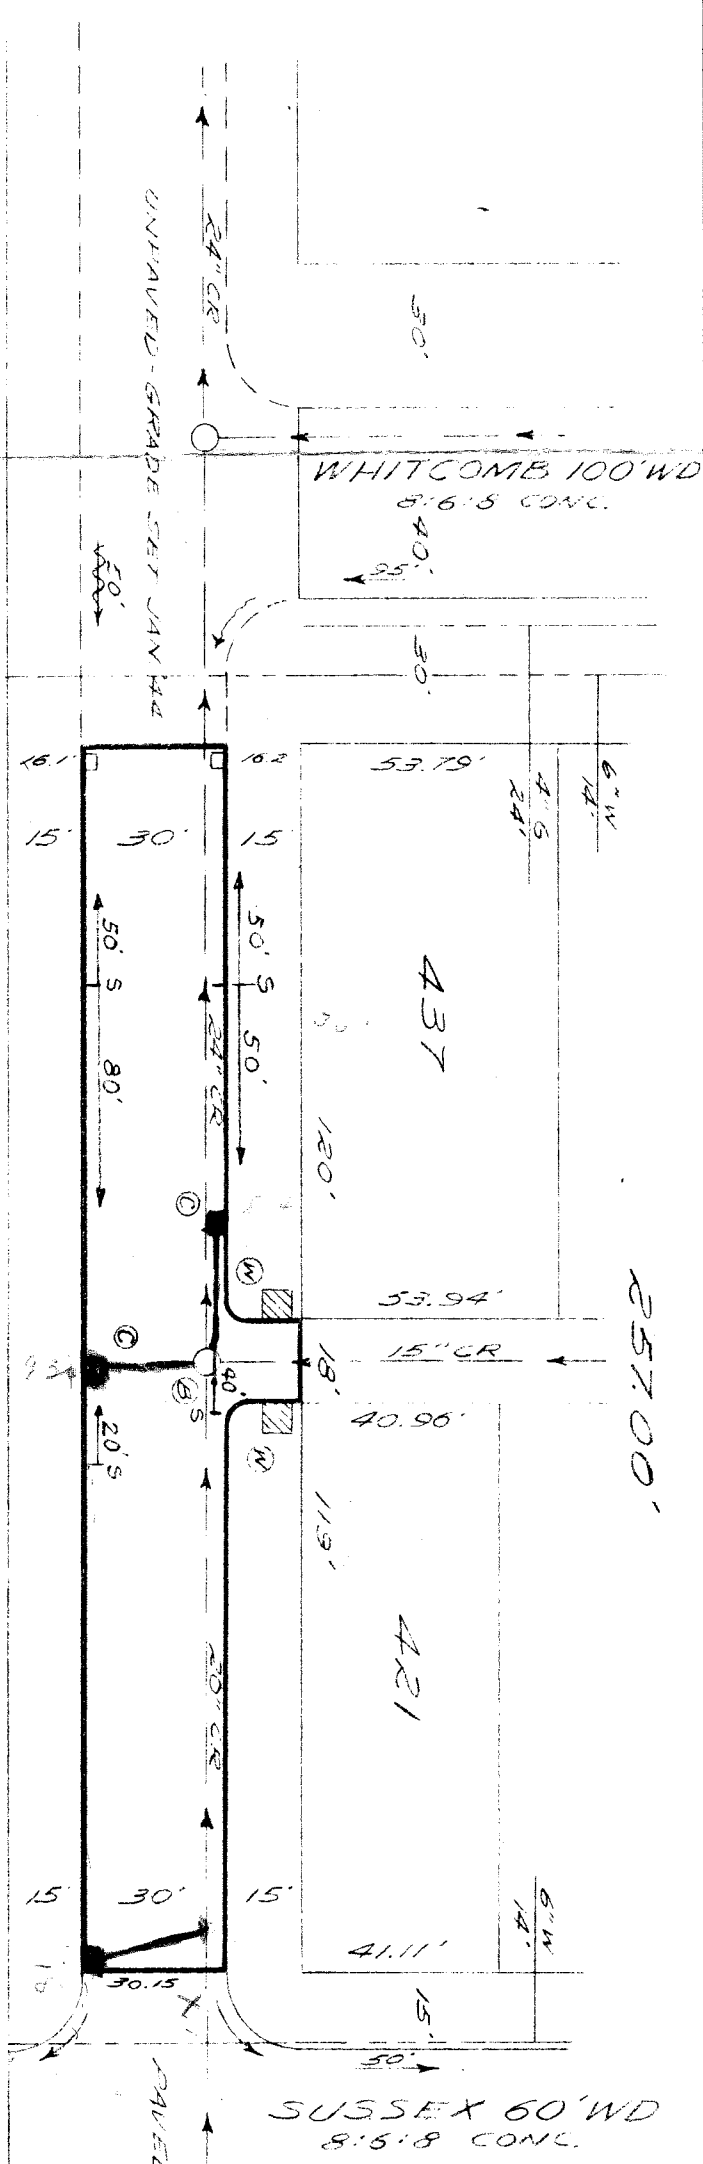 24" CR
UNPAVED-GRADE SET JAN '44
30'
WHITCOMB 100' WD
8:6:8 CONC.
40'
95'
50'
30'
16.1'
16.2
53.79'
6" W
14'
4" G
24'
15'
30'
15'
50' S
80'
50' S
50'
24" CR
437
120'
C
W
53.94'
257.00'
C
15" CR
18'
40'
B
S
20' S
40.96'
W
119'
421
20" CR
15'
30'
15'
6" W
14'
41.11'
30.15
X
15'
50'
PAVED
SUSSEX 60' WD
8:6:8 CONC.